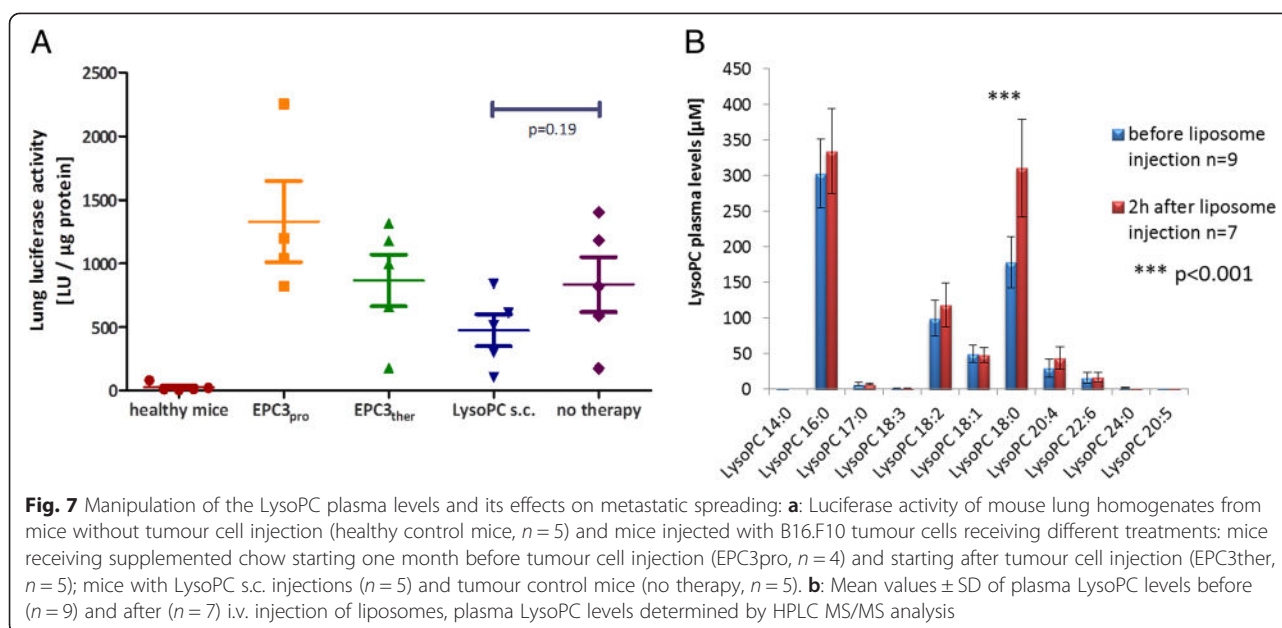 A
Lung luciferase activity
[LU / µg protein]
2500
2000
1500
1000
500
0
p=0.19
healthy mice
EPC3pro
EPC3ther
LysoPC s.c.
no therapy
B
LysoPC plasma levels [µM]
450
400
350
300
250
200
150
100
50
0
***
before liposome
injection n=9
2h after liposome
injection n=7
*** p<0.001
LysoPC 14:0
LysoPC 16:0
LysoPC 17:0
LysoPC 18:3
LysoPC 18:2
LysoPC 18:1
LysoPC 18:0
LysoPC 20:4
LysoPC 22:6
LysoPC 24:0
LysoPC 20:5
Fig. 7 Manipulation of the LysoPC plasma levels and its effects on metastatic spreading: a: Luciferase activity of mouse lung homogenates from
mice without tumour cell injection (healthy control mice, n = 5) and mice injected with B16.F10 tumour cells receiving different treatments: mice
receiving supplemented chow starting one month before tumour cell injection (EPC3pro, n = 4) and starting after tumour cell injection (EPC3ther,
n = 5); mice with LysoPC s.c. injections (n = 5) and tumour control mice (no therapy, n = 5). b: Mean values ± SD of plasma LysoPC levels before
(n = 9) and after (n = 7) i.v. injection of liposomes, plasma LysoPC levels determined by HPLC MS/MS analysis